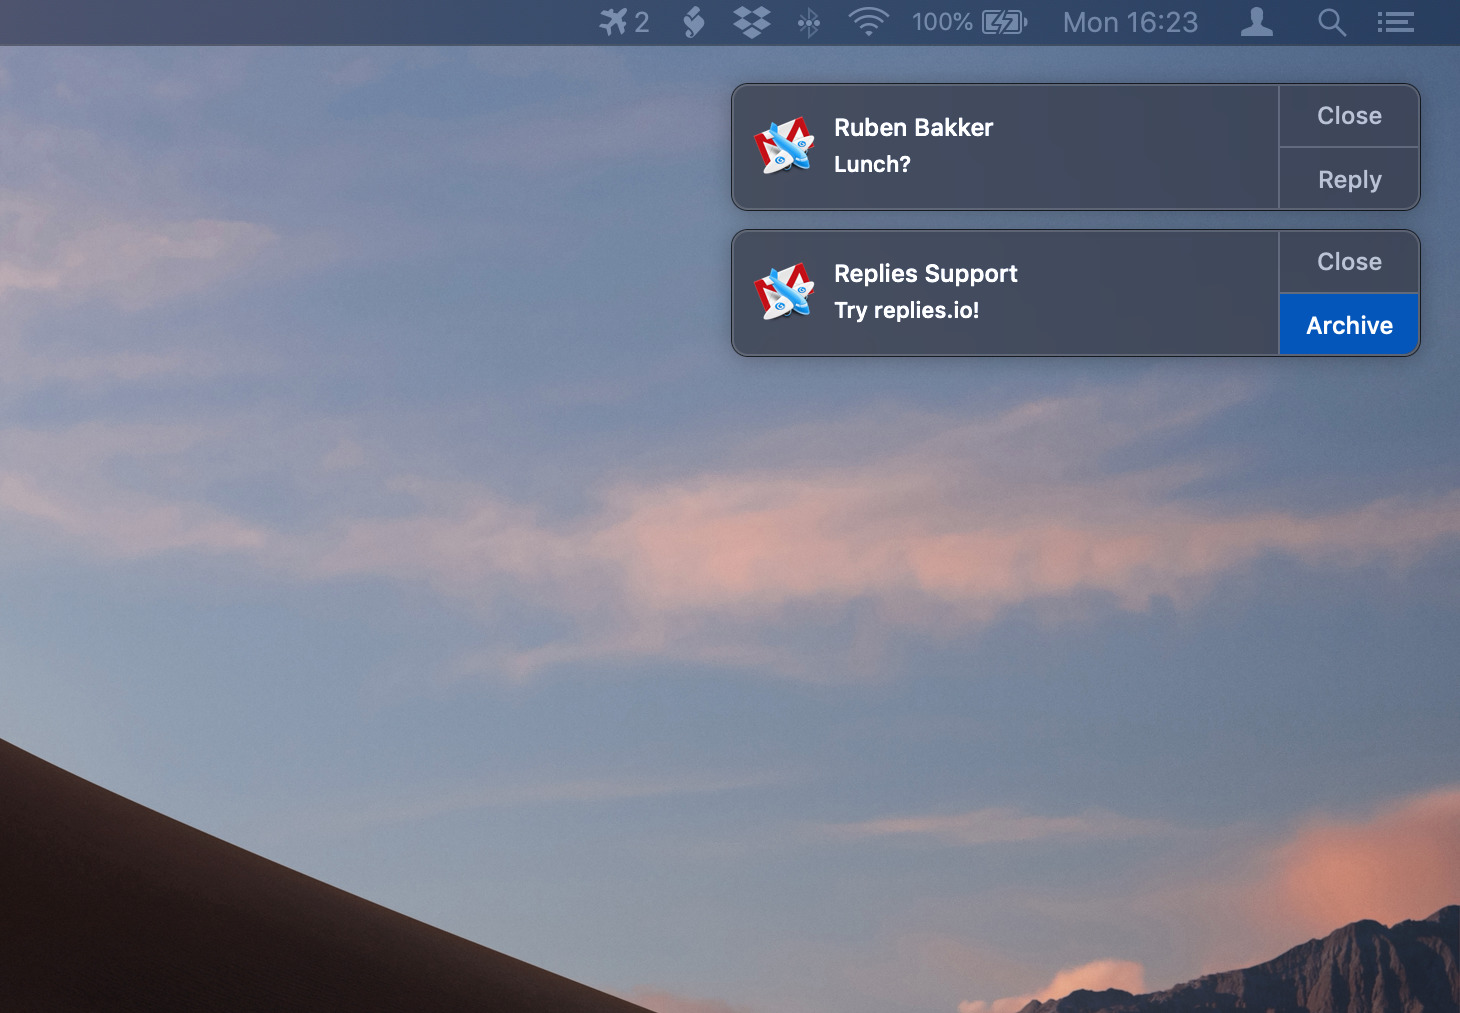 2 100% Mon 16:23
Ruben Bakker
Lunch?
Close
Reply
Replies Support
Try replies.io!
Close
Archive